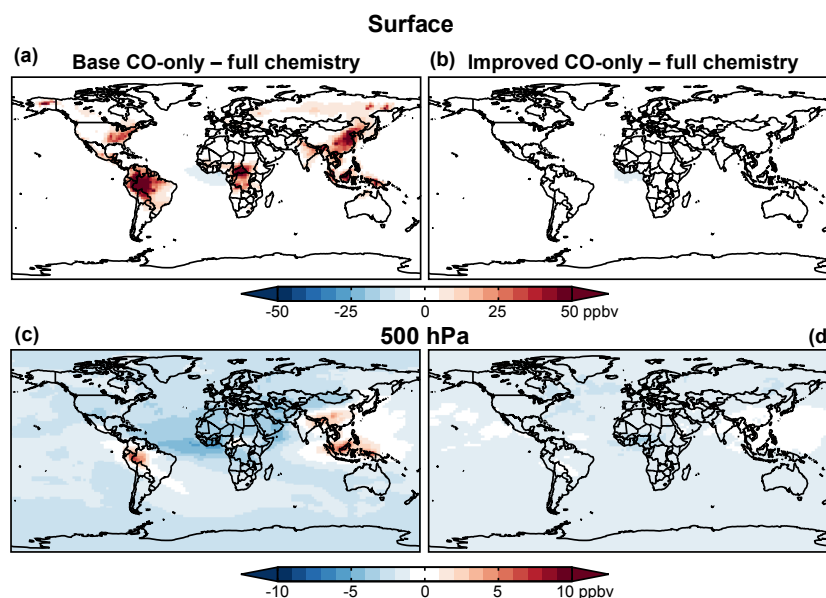 Surface
(a) Base CO-only – full chemistry
(b) Improved CO-only – full chemistry
-50 -25 0 25 50 ppbv
(c) 500 hPa (d
-10 -5 0 5 10 ppbv